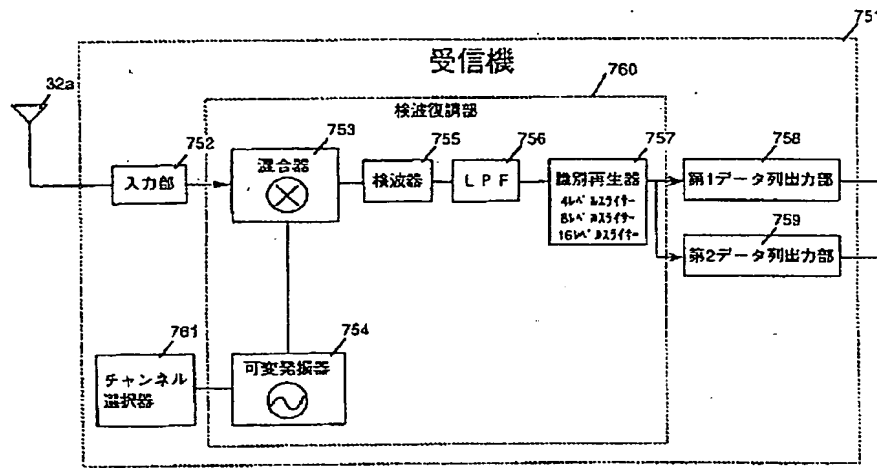 751
受信機
32a
760
検波復調部
752
753
755
756
757
758
入力部
混合器
検波器
LPF
識別再生器
4レベルスライサー
8レベルスライサー
16レベルスライサー
第1データ列出力部
759
第2データ列出力部
761
754
チャンネル
選択器
可変発振器